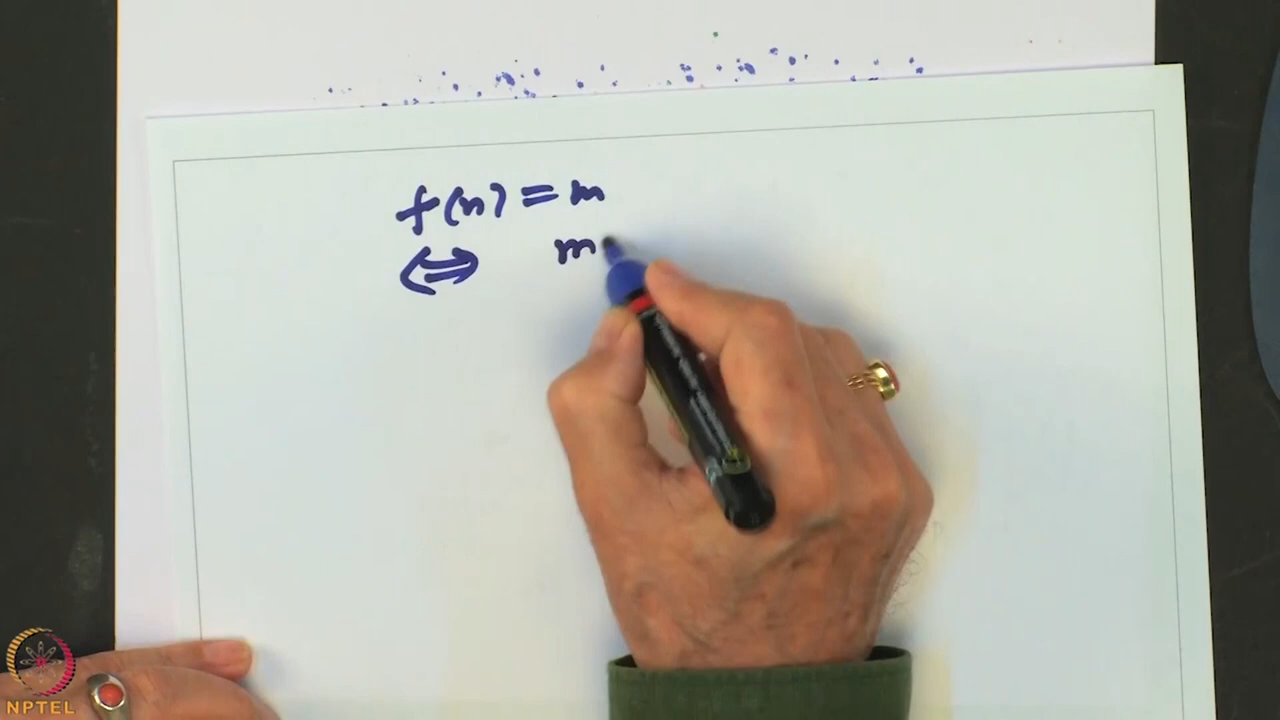 f(n) = m
⇔ m
NPTEL